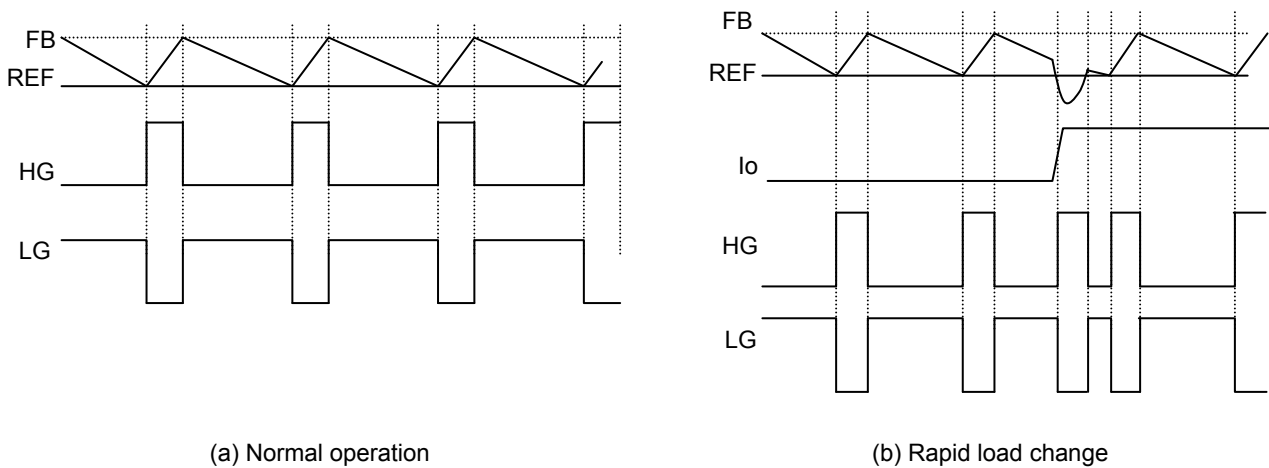 FB
REF
HG
LG
(a) Normal operation
FB
REF
Io
HG
LG
(b) Rapid load change